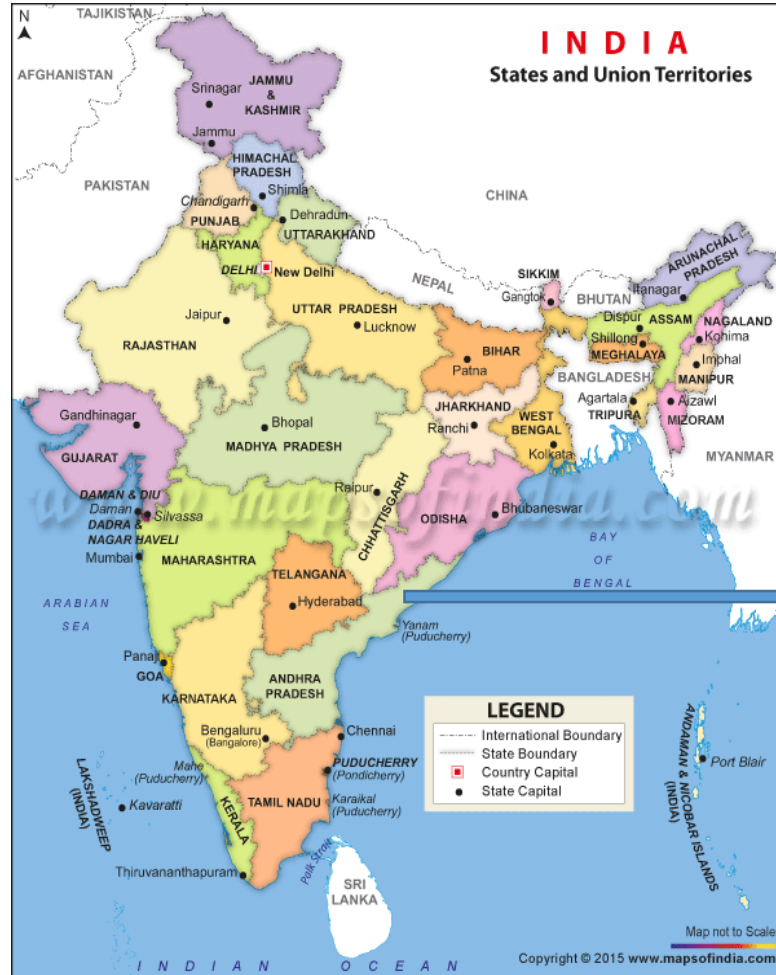 N
TAJIKISTAN
INDIA
States and Union Territories
AFGHANISTAN
JAMMU
&
KASHMIR
Srinagar
Jammu
HIMACHAL
PRADESH
Shimla
PAKISTAN
CHINA
Chandigarh
PUNJAB
Dehradun
UTTARAKHAND
HARYANA
DELHI
New Delhi
NEPAL
SIKKIM
Gangtok
BHUTAN
ARUNACHAL
PRADESH
Itanagar
Dispur
ASSAM
NAGALAND
Kohima
Shillong
MEGHALAYA
Imphal
MANIPUR
BANGLADESH
Agartala
TRIPURA
Aizawl
MIZORAM
MYANMAR
Jaipur
RAJASTHAN
UTTAR PRADESH
Lucknow
BIHAR
Patna
JHARKHAND
Ranchi
WEST
BENGAL
Kolkata
Gandhinagar
GUJARAT
Bhopal
MADHYA PRADESH
www.mapsofindia.com
DAMAN & DIU
Daman
Silvassa
DADRA &
NAGAR HAVELI
Mumbai
MAHARASHTRA
Raipur
CHHATTISGARH
ODISHA
Bhubaneswar
BAY
OF
BENGAL
ARABIAN
SEA
TELANGANA
Hyderabad
Yanam
(Puducherry)
Panaji
GOA
KARNATAKA
ANDHRA
PRADESH
Bengaluru
(Bangalore)
Chennai
Mahe
(Puducherry)
PUDUCHERRY
(Pondicherry)
LAKSHADWEEP
(INDIA)
Kavaratti
KERALA
TAMIL NADU
Karaikal
(Puducherry)
Thiruvananthapuram
Palk Strait
SRI
LANKA
LEGEND
International Boundary
State Boundary
Country Capital
State Capital
ANDAMAN & NICOBAR ISLANDS
(INDIA)
Port Blair
Map not to Scale
Copyright © 2015 www.mapsofindia.com
INDIAN OCEAN